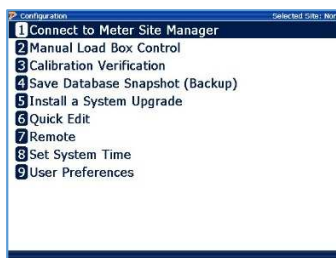 Configuration Selected Site: Non
1 Connect to Meter Site Manager
2 Manual Load Box Control
3 Calibration Verification
4 Save Database Snapshot (Backup)
5 Install a System Upgrade
6 Quick Edit
7 Remote
8 Set System Time
9 User Preferences